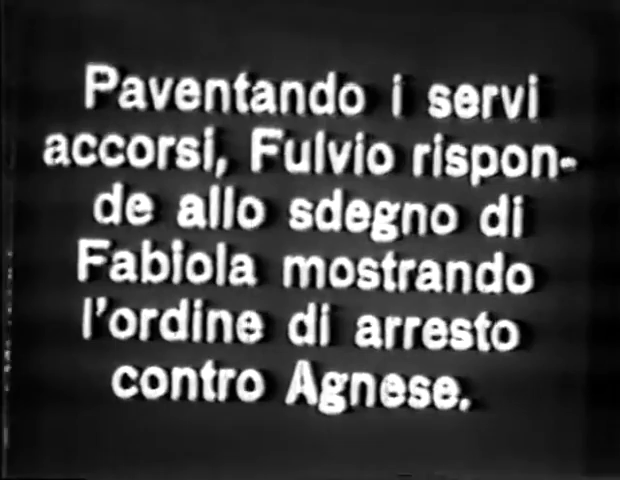 Paventando i servi
accorsi, Fulvio rispon-
de allo sdegno di
Fabiola mostrando
l'ordine di arresto
contro Agnese.